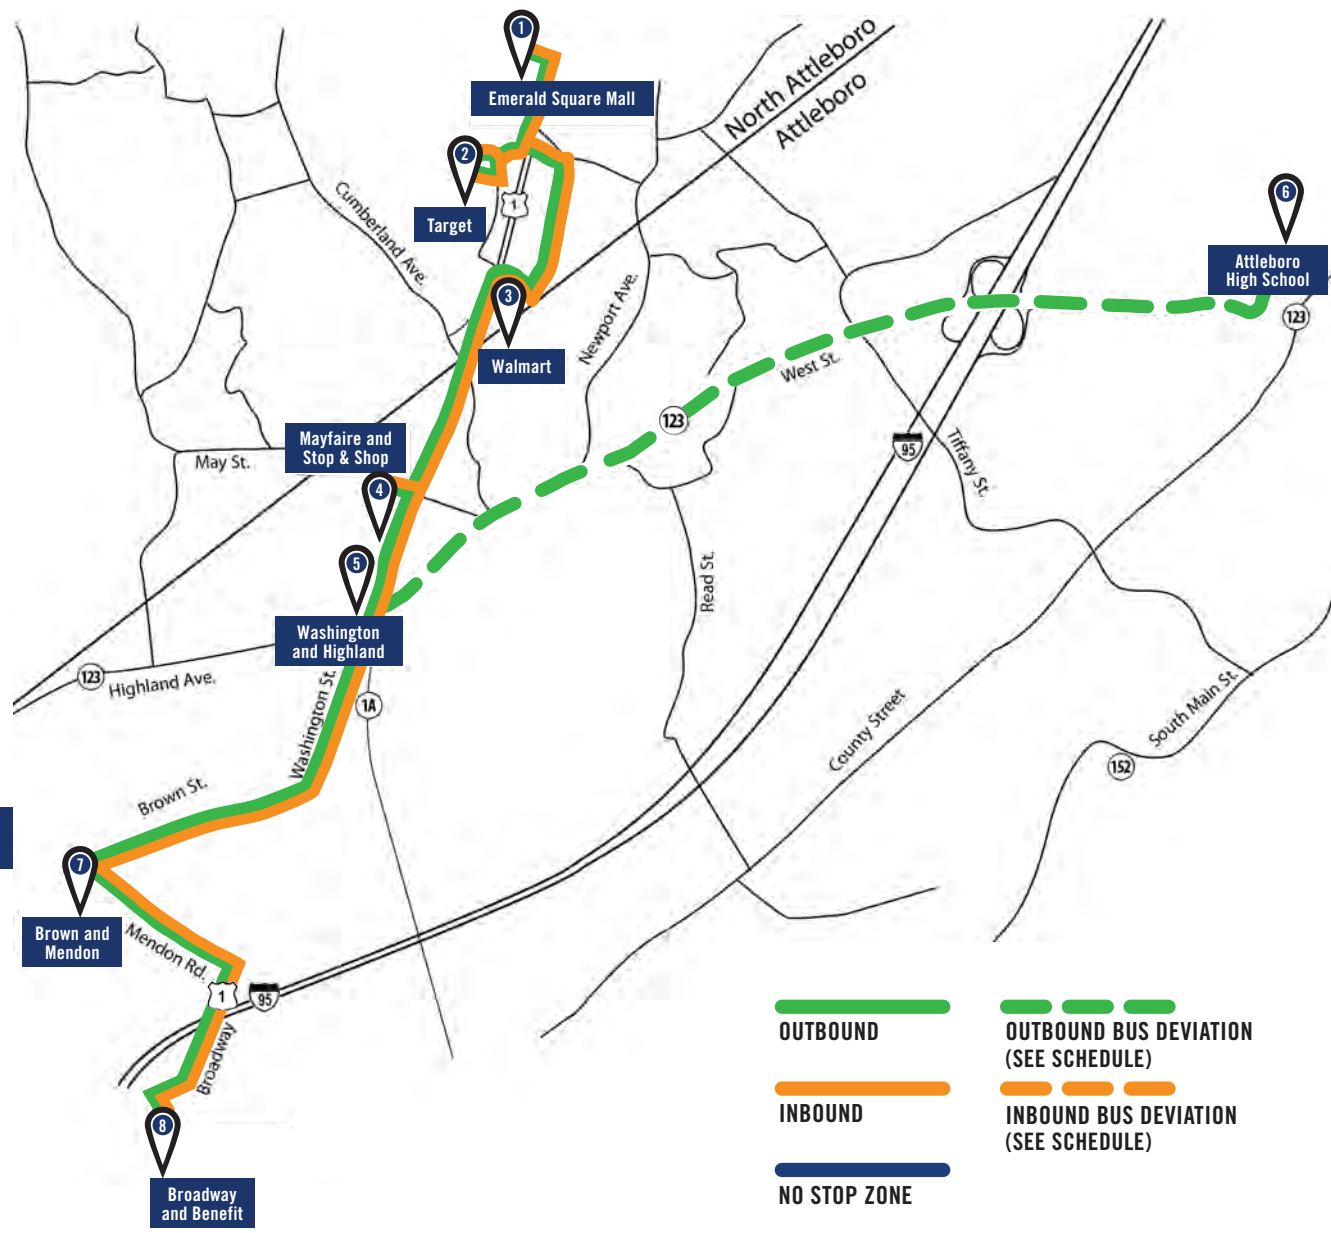 1
Emerald Square Mall
North Attleboro
Attleboro
2
Target
1
Cumberland Ave.
6
Attleboro
High School
123
3
Walmart
Newport Ave.
West St.
123
95
Tiffany St.
Mayfaire and
Stop & Shop
May St.
4
5
Washington
and Highland
Read St.
123
Highland Ave.
1A
Washington St.
County Street
South Main St.
152
Brown St.
7
Brown and
Mendon
Mendon Rd.
1
95
Broadway
8
Broadway
and Benefit
OUTBOUND
OUTBOUND BUS DEVIATION
(SEE SCHEDULE)
INBOUND
INBOUND BUS DEVIATION
(SEE SCHEDULE)
NO STOP ZONE